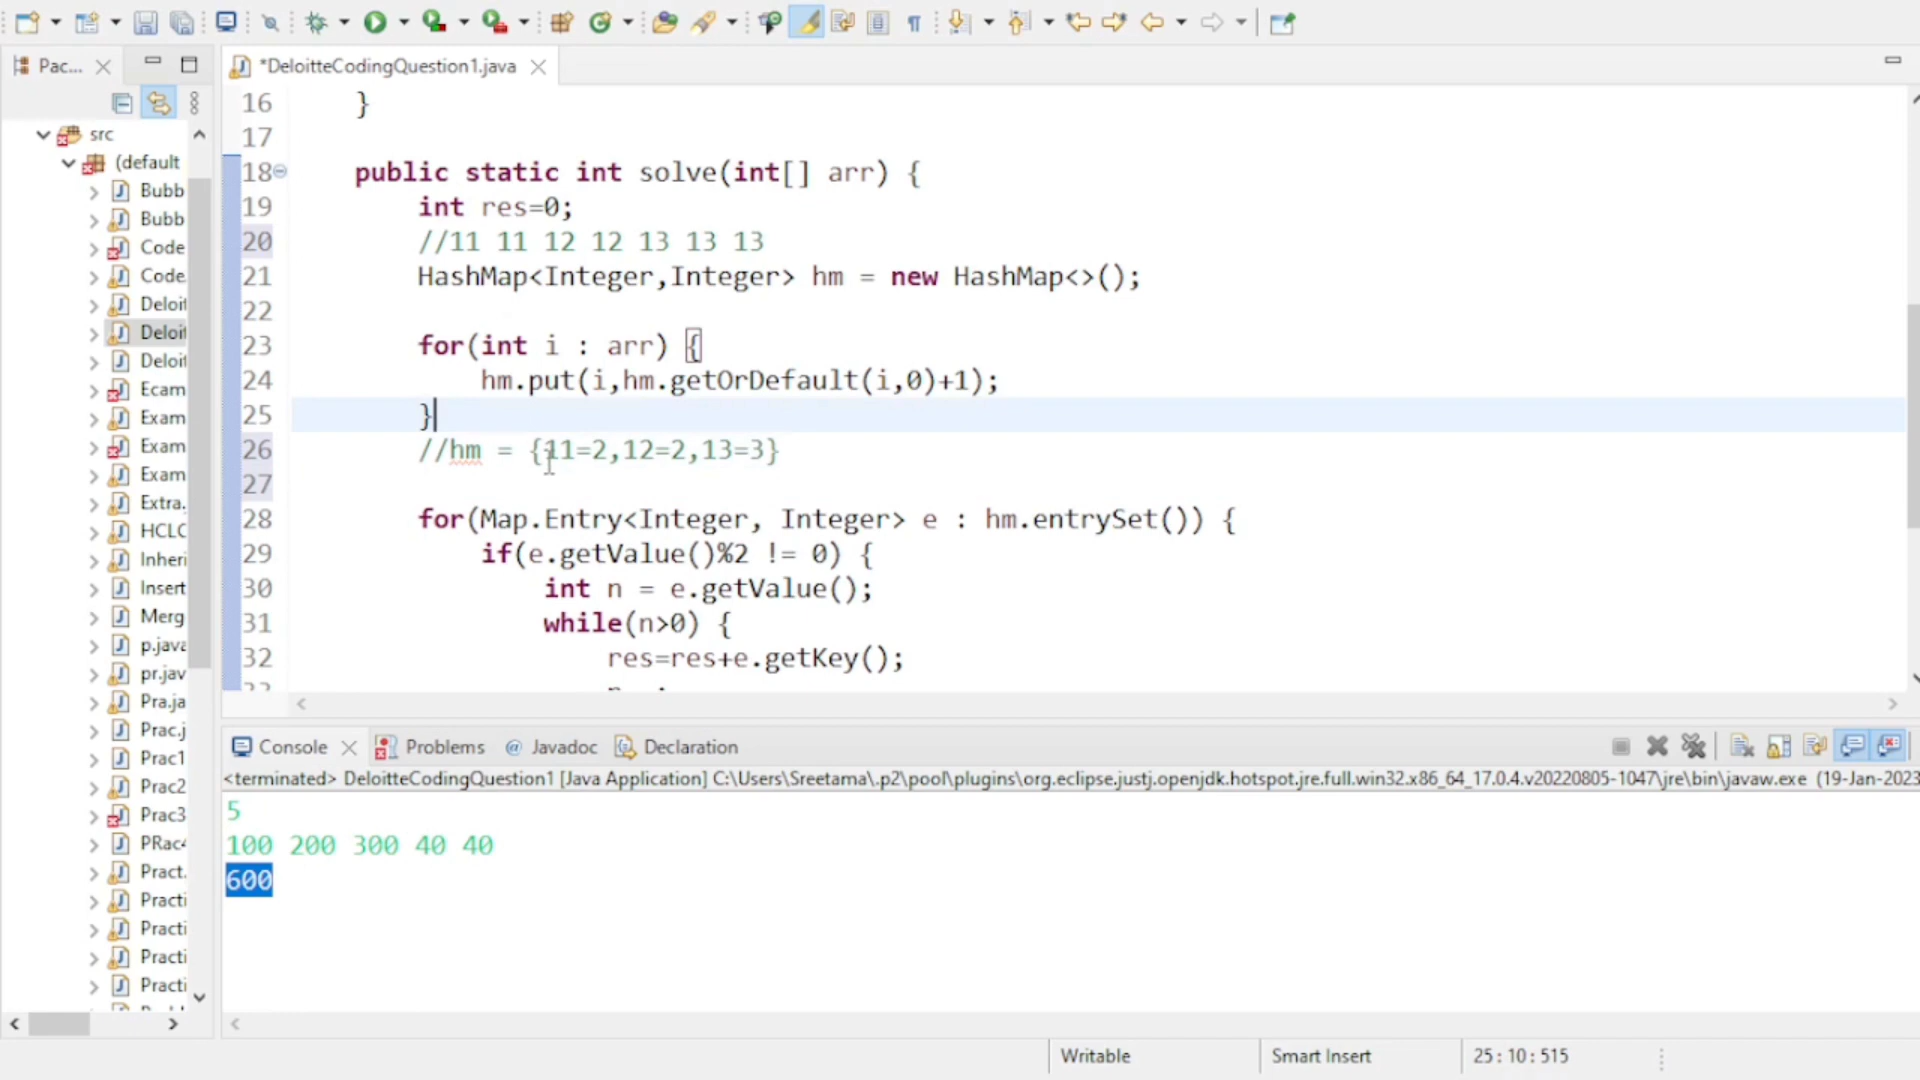 Pac...
*DeloitteCodingQuestion1.java
src
(default
Bubb
Bubb
Code
Code.
Deloit
Deloit
Deloit
Ecam
Exam
Exam
Exam
Extra.
HCLC
Inheri
Insert
Merg
p.java
pr.jav
Pra.ja
Prac.j
Prac1
Prac2
Prac3
PRac4
Pract.
Practi
Practi
Practi
Practi
16 }
17
18 public static int solve(int[] arr) {
19 int res=0;
20 //11 11 12 12 13 13 13
21 HashMap<Integer,Integer> hm = new HashMap<>();
22
23 for(int i : arr) {
24 hm.put(i,hm.getOrDefault(i,0)+1);
25 }
26 //hm = {11=2,12=2,13=3}
27
28 for(Map.Entry<Integer, Integer> e : hm.entrySet()) {
29 if(e.getValue()%2 != 0) {
30 int n = e.getValue();
31 while(n>0) {
32 res=res+e.getKey();
Console Problems @ Javadoc Declaration
<terminated> DeloitteCodingQuestion1 [Java Application] C:\Users\Sreetama\.p2\pool\plugins\org.eclipse.justj.openjdk.hotspot.jre.full.win32.x86_64_17.0.4.v20220805-1047\jre\bin\javaw.exe (19-Jan-2023
5
100 200 300 40 40
600
Writable Smart Insert 25 : 10 : 515